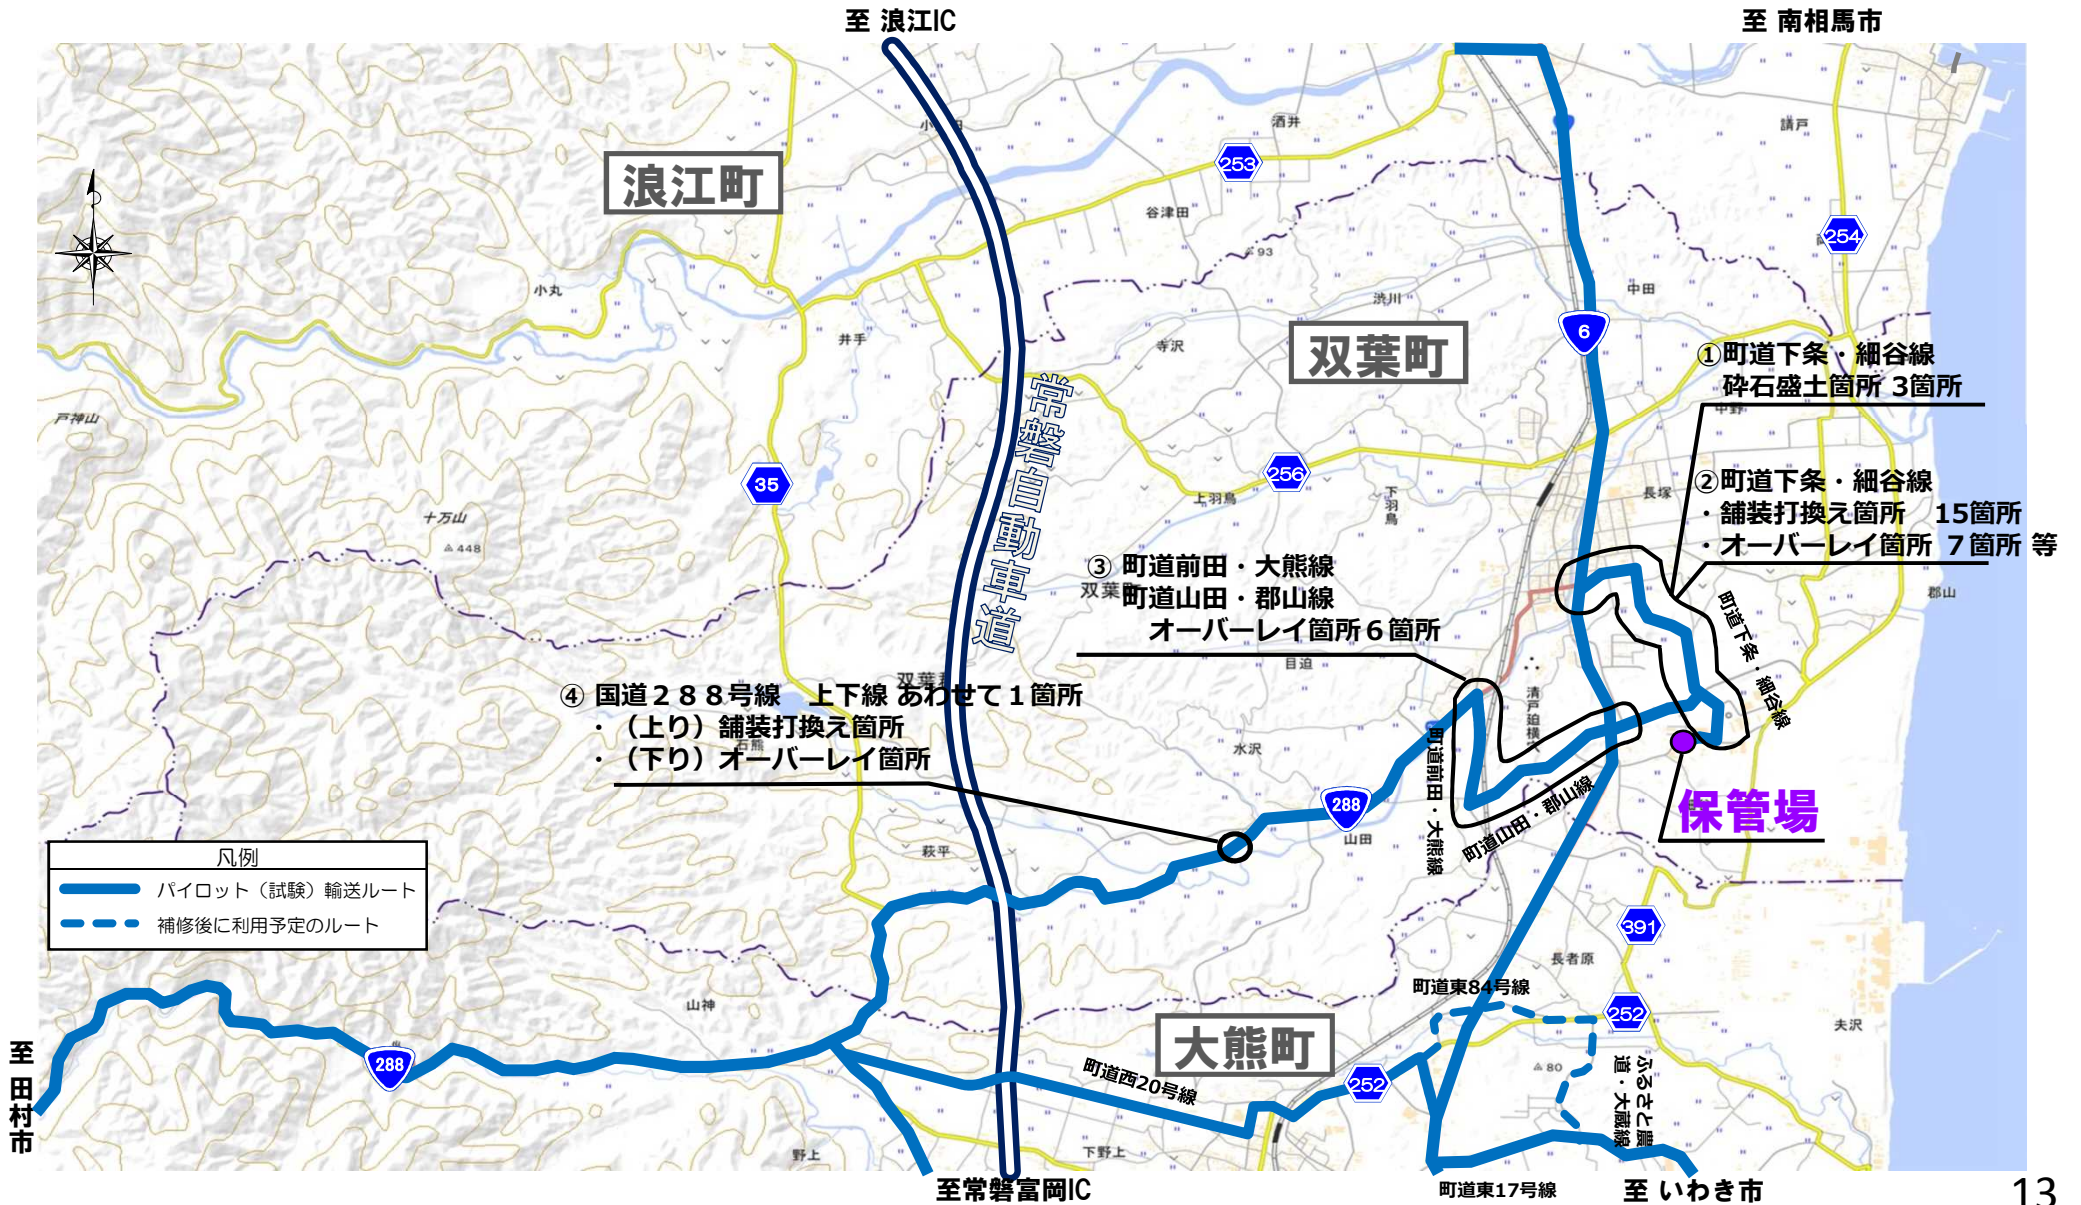 至 浪江IC
至 南相馬市
浪江町
酒井
請戸
253
谷津田
254
93
小丸
渋川
中田
井手
寺沢
双葉町
6
①町道下条・細谷線
砕石盛土箇所 3箇所
中野
戸神山
常磐自動車道
35
256
上羽鳥
下羽鳥
長塚
②町道下条・細谷線
・舗装打換え箇所　15箇所
・オーバーレイ箇所 ７箇所 等
十万山
448
③ 町道前田・大熊線
町道山田・郡山線
オーバーレイ箇所６箇所
郡山
町道下条・細谷線
目迫
清戸迫横穴
④ 国道２８８号線　上下線 あわせて１箇所
・（上り）舗装打換え箇所
・（下り）オーバーレイ箇所
水沢
町道前田・大熊線
町道山田・郡山線
保管場
288
山田
萩平
凡例
パイロット（試験）輸送ルート
補修後に利用予定のルート
391
長者原
町道東84号線
山神
252
夫沢
大熊町
至 田村市
288
町道西20号線
252
80
ふるさと農道・大蔵線
野上
下野上
至常磐富岡IC
町道東17号線
至 いわき市
13